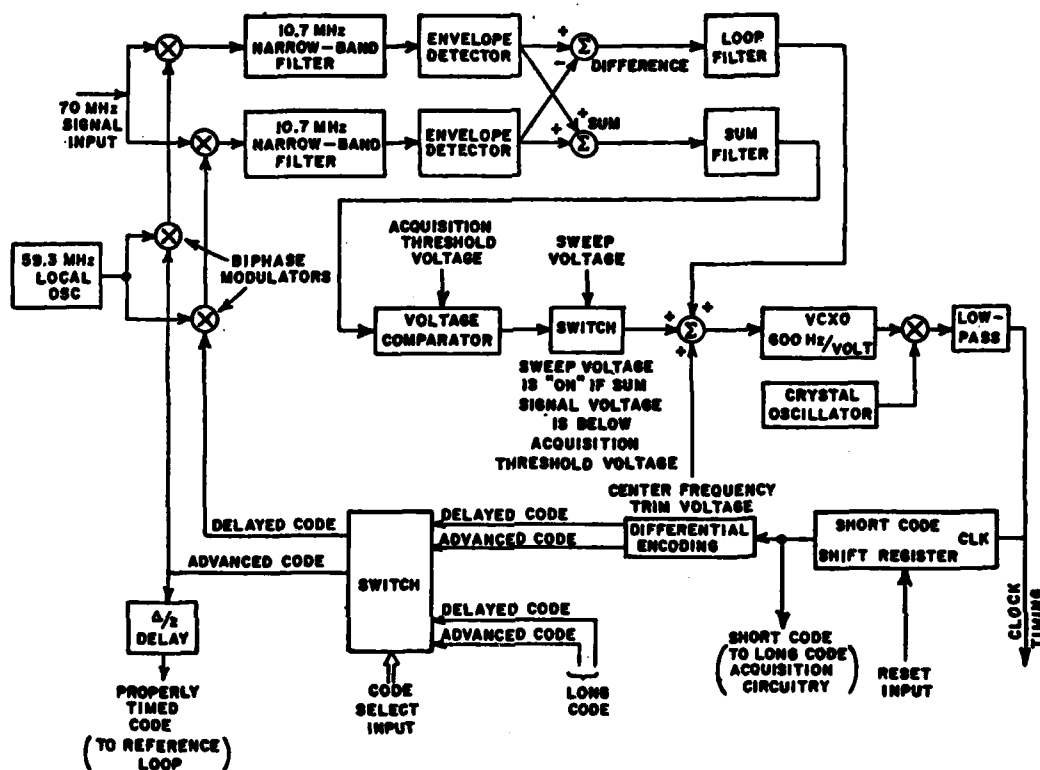 10.7 MHz
NARROW-BAND
FILTER
ENVELOPE
DETECTOR
+
Σ
-
DIFFERENCE
LOOP
FILTER
70 MHz
SIGNAL
INPUT
10.7 MHz
NARROW-BAND
FILTER
ENVELOPE
DETECTOR
+
+
SUM
Σ
SUM
FILTER
59.3 MHz
LOCAL
OSC
BIPHASE
MODULATORS
ACQUISITION
THRESHOLD
VOLTAGE
SWEEP
VOLTAGE
VOLTAGE
COMPARATOR
SWITCH
+
+
Σ
+
VCXO
600 Hz/VOLT
LOW-
PASS
CRYSTAL
OSCILLATOR
SWEEP VOLTAGE
IS "ON" IF SUM
SIGNAL VOLTAGE
IS BELOW
ACQUISITION
THRESHOLD VOLTAGE
CENTER FREQUENCY
TRIM VOLTAGE
DELAYED CODE
ADVANCED CODE
SWITCH
DELAYED CODE
ADVANCED CODE
DIFFERENTIAL
ENCODING
SHORT CODE
CLK
SHIFT REGISTER
Δ/2
DELAY
DELAYED CODE
ADVANCED CODE
PROPERLY
TIMED
CODE
(TO REFERENCE
LOOP)
CODE
SELECT
INPUT
LONG
CODE
(SHORT CODE
TO LONG CODE
ACQUISITION
CIRCUITRY)
RESET
INPUT
CLOCK
TIMING